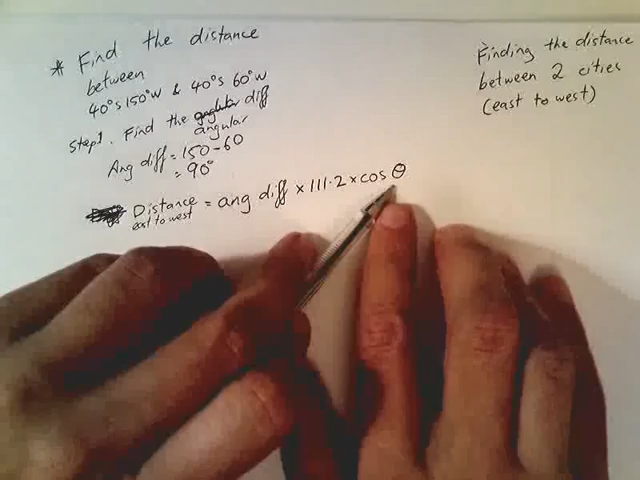 * Find the distance
between
40°S 150°W & 40°S 60°W
Step 1. Find the diff
angular
Ang diff = 150 - 60
= 90°
Distance = ang diff × 111.2 × cos θ
east to west
Finding the distance
between 2 cities
(east to west)